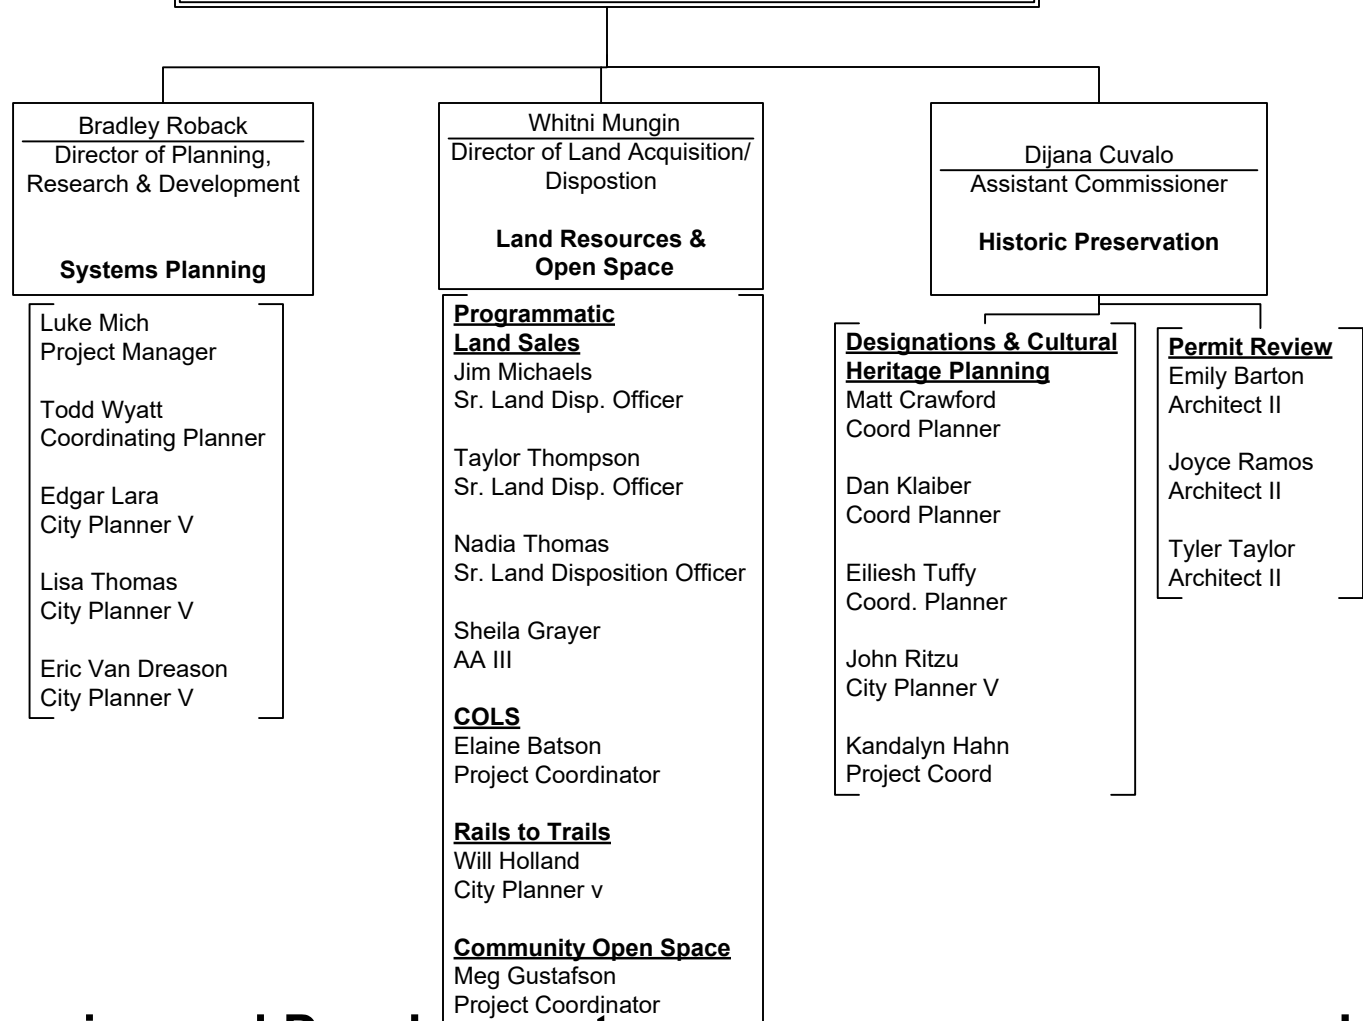 Bradley Roback
Director of Planning,
Research & Development
Systems Planning
Luke Mich
Project Manager
Todd Wyatt
Coordinating Planner
Edgar Lara
City Planner V
Lisa Thomas
City Planner V
Eric Van Dreason
City Planner V
Whitni Mungin
Director of Land Acquisition/
Dispostion
Land Resources &
Open Space
Programmatic
Land Sales
Jim Michaels
Sr. Land Disp. Officer
Taylor Thompson
Sr. Land Disp. Officer
Nadia Thomas
Sr. Land Disposition Officer
Sheila Grayer
AA III
COLS
Elaine Batson
Project Coordinator
Rails to Trails
Will Holland
City Planner v
Community Open Space
Meg Gustafson
Project Coordinator
Dijana Cuvalo
Assistant Commissioner
Historic Preservation
Designations & Cultural
Heritage Planning
Matt Crawford
Coord Planner
Dan Klaiber
Coord Planner
Eiliesh Tuffy
Coord. Planner
John Ritzu
City Planner V
Kandalyn Hahn
Project Coord
Permit Review
Emily Barton
Architect II
Joyce Ramos
Architect II
Tyler Taylor
Architect II